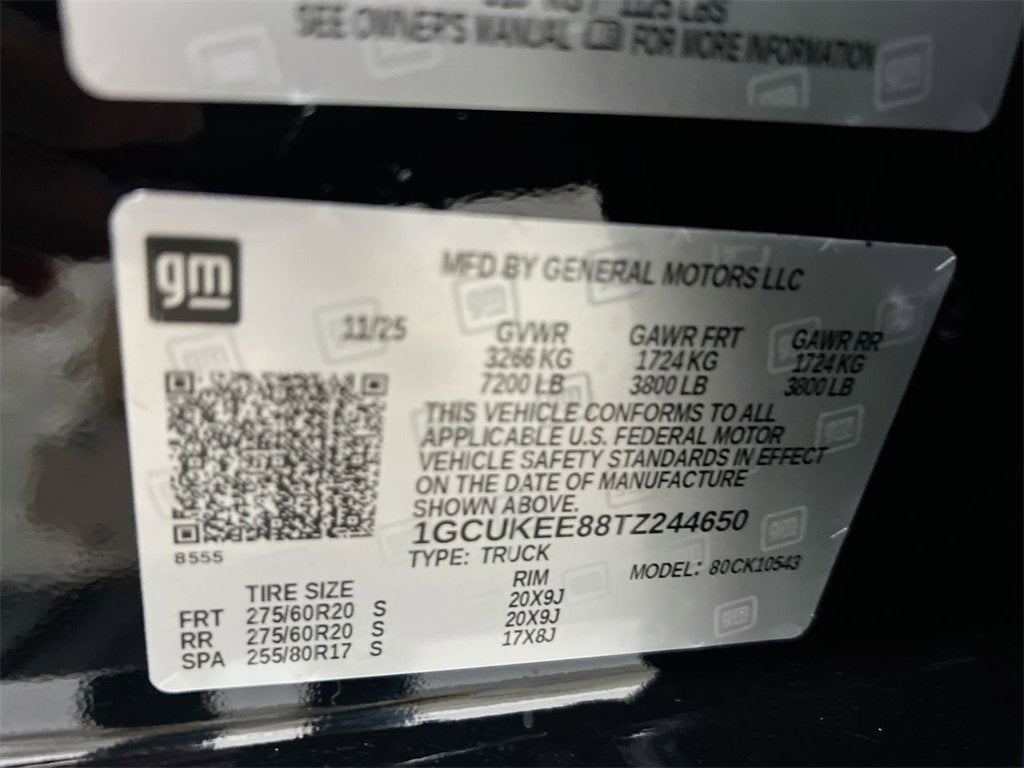 1125 LBS
SEE OWNER'S MANUAL FOR MORE INFORMATION
gm
MFD BY GENERAL MOTORS LLC
11/25
GVWR GAWR FRT GAWR RR
3266 KG 1724 KG 1724 KG
7200 LB 3800 LB 3800 LB
THIS VEHICLE CONFORMS TO ALL
APPLICABLE U.S. FEDERAL MOTOR
VEHICLE SAFETY STANDARDS IN EFFECT
ON THE DATE OF MANUFACTURE
SHOWN ABOVE.
1GCUKEE88TZ244650
8555
TYPE: TRUCK MODEL: 80CK10543
TIRE SIZE RIM
FRT 275/60R20 S 20X9J
RR 275/60R20 S 20X9J
SPA 255/80R17 S 17X8J